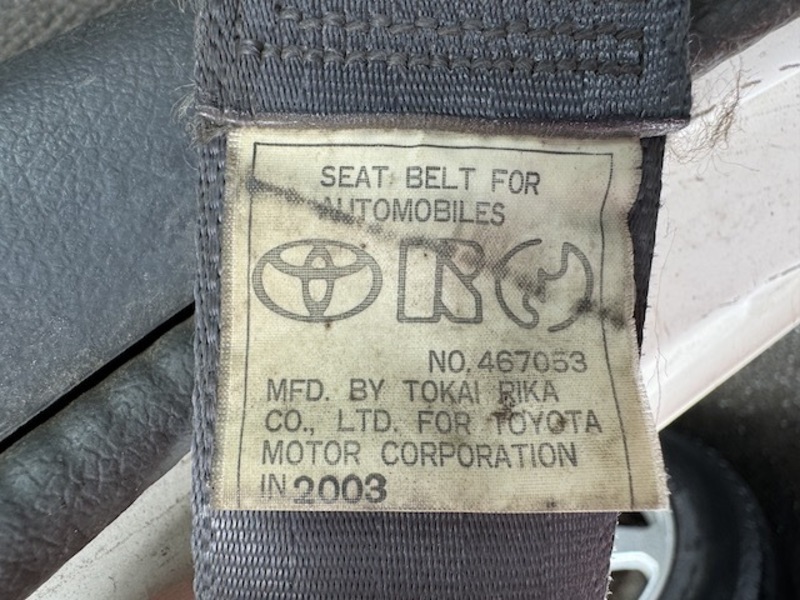 SEAT BELT FOR
AUTOMOBILES
NO. 467053
MFD. BY TOKAI RIKA
CO., LTD. FOR TOYOTA
MOTOR CORPORATION
IN 2003